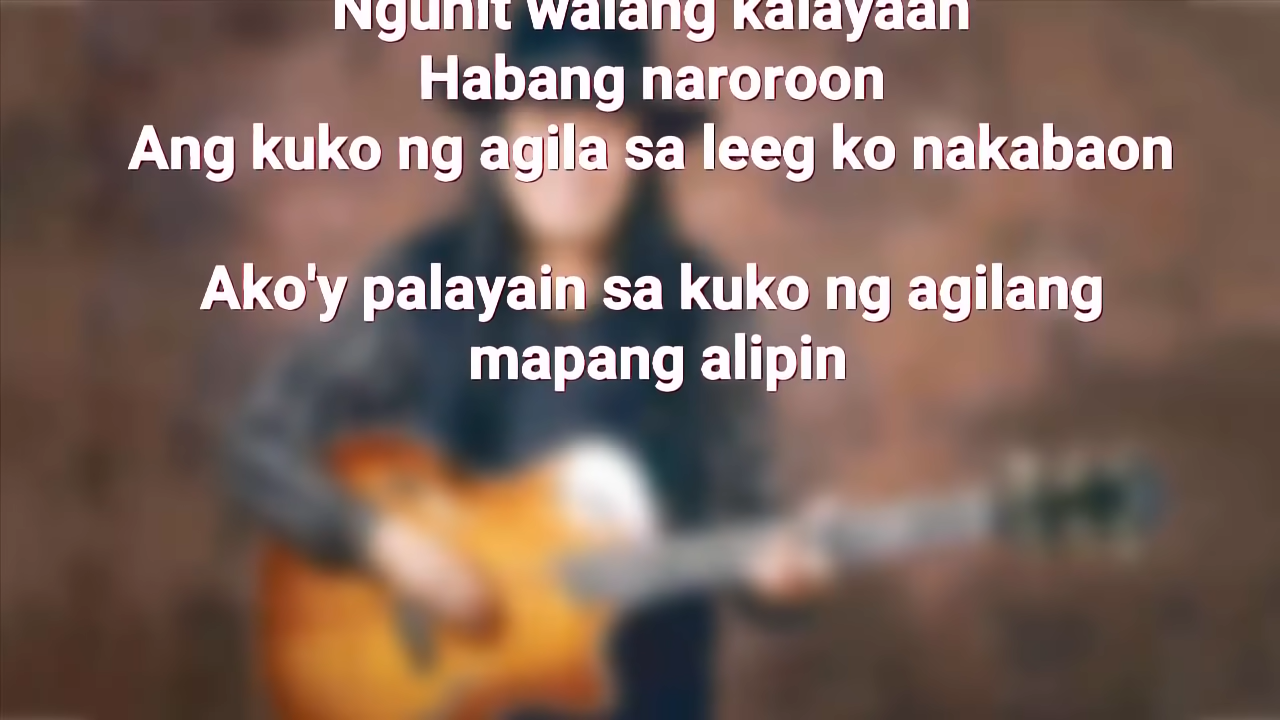 Ngunit walang kalayaan
Habang naroroon
Ang kuko ng agila sa leeg ko nakabaon
Ako'y palayain sa kuko ng agilang
mapang alipin